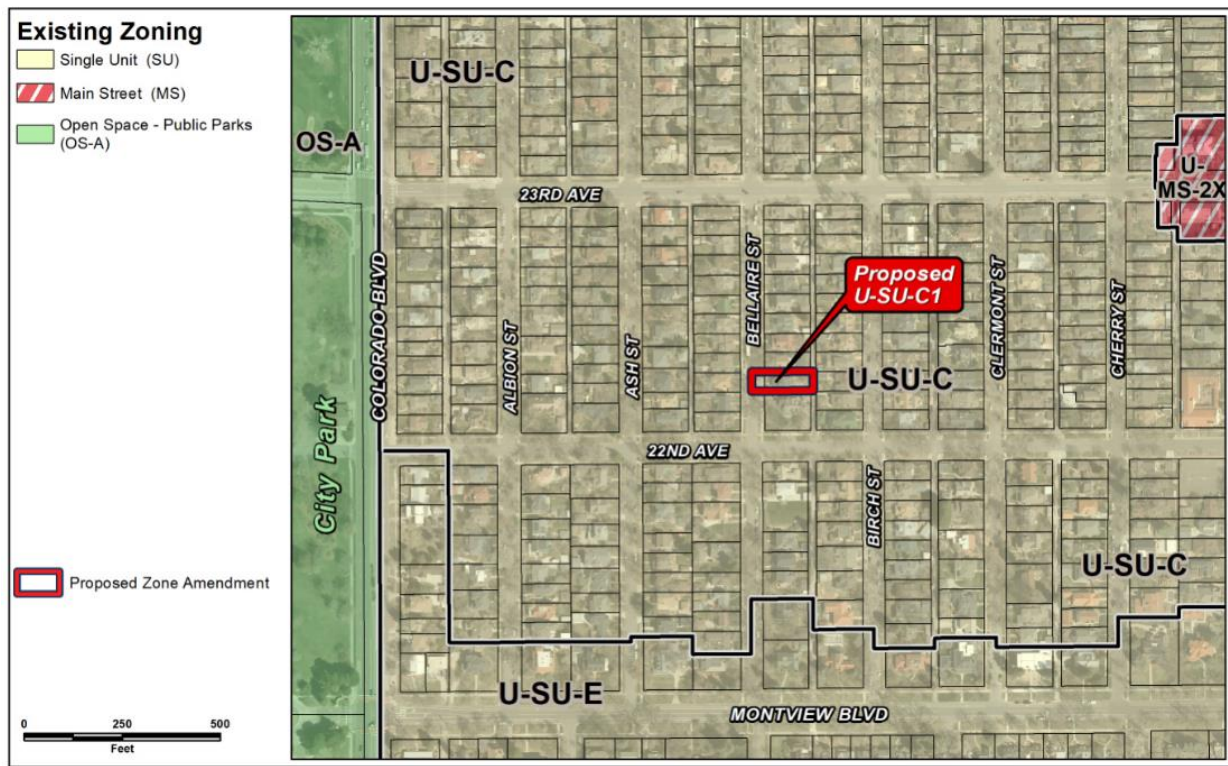 Existing Zoning
Single Unit (SU)
Main Street (MS)
Open Space - Public Parks
(OS-A)
Proposed Zone Amendment
0 250 500
Feet
U-SU-C
OS-A
U-
MS-2X
23RD AVE
COLORADO BLVD
ALBION ST
ASH ST
BELLAIRE ST
Proposed
U-SU-C1
CLERMONT ST
CHERRY ST
U-SU-C
City Park
22ND AVE
BIRCH ST
U-SU-C
U-SU-E
MONTVIEW BLVD